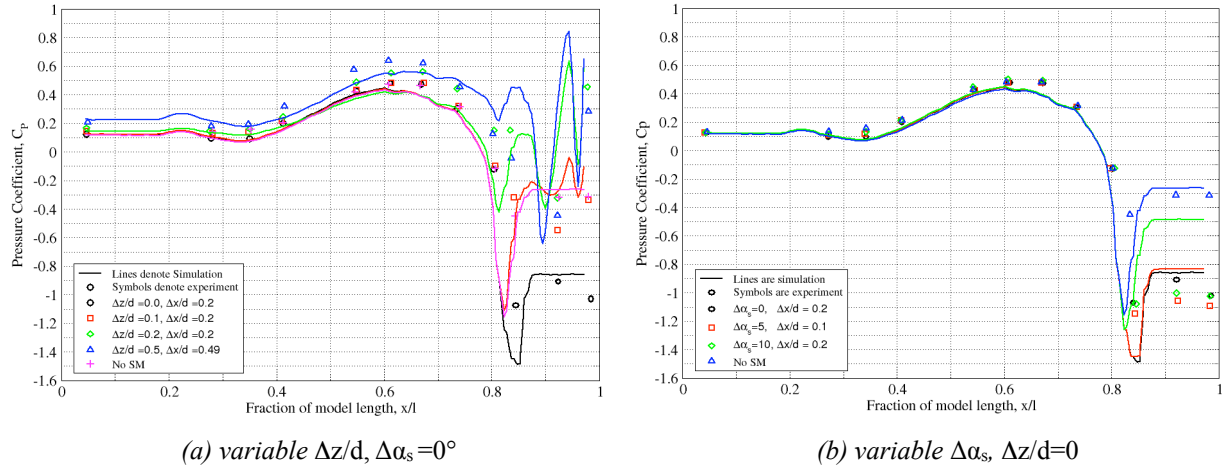 1
0.8
0.6
0.4
0.2
0
-0.2
-0.4
-0.6
-0.8
-1
-1.2
-1.4
-1.6
Pressure Coefficient, C_P
Lines denote Simulation
Symbols denote experiment
Δz/d =0.0, Δx/d =0.2
Δz/d =0.1, Δx/d =0.2
Δz/d =0.2, Δx/d =0.2
Δz/d =0.5, Δx/d =0.49
No SM
0 0.2 0.4 0.6 0.8 1
Fraction of model length, x/l
(a) variable Δz/d, Δα_s =0°
1
0.8
0.6
0.4
0.2
0
-0.2
-0.4
-0.6
-0.8
-1
-1.2
-1.4
-1.6
Pressure Coefficient, Cp
Lines are simulation
Symbols are experiment
Δα_s=0, Δx/d = 0.2
Δα_s=5, Δx/d = 0.1
Δα_s=10, Δx/d = 0.2
No SM
0 0.2 0.4 0.6 0.8 1
Fraction of model length, x/l
(b) variable Δα_s, Δz/d=0